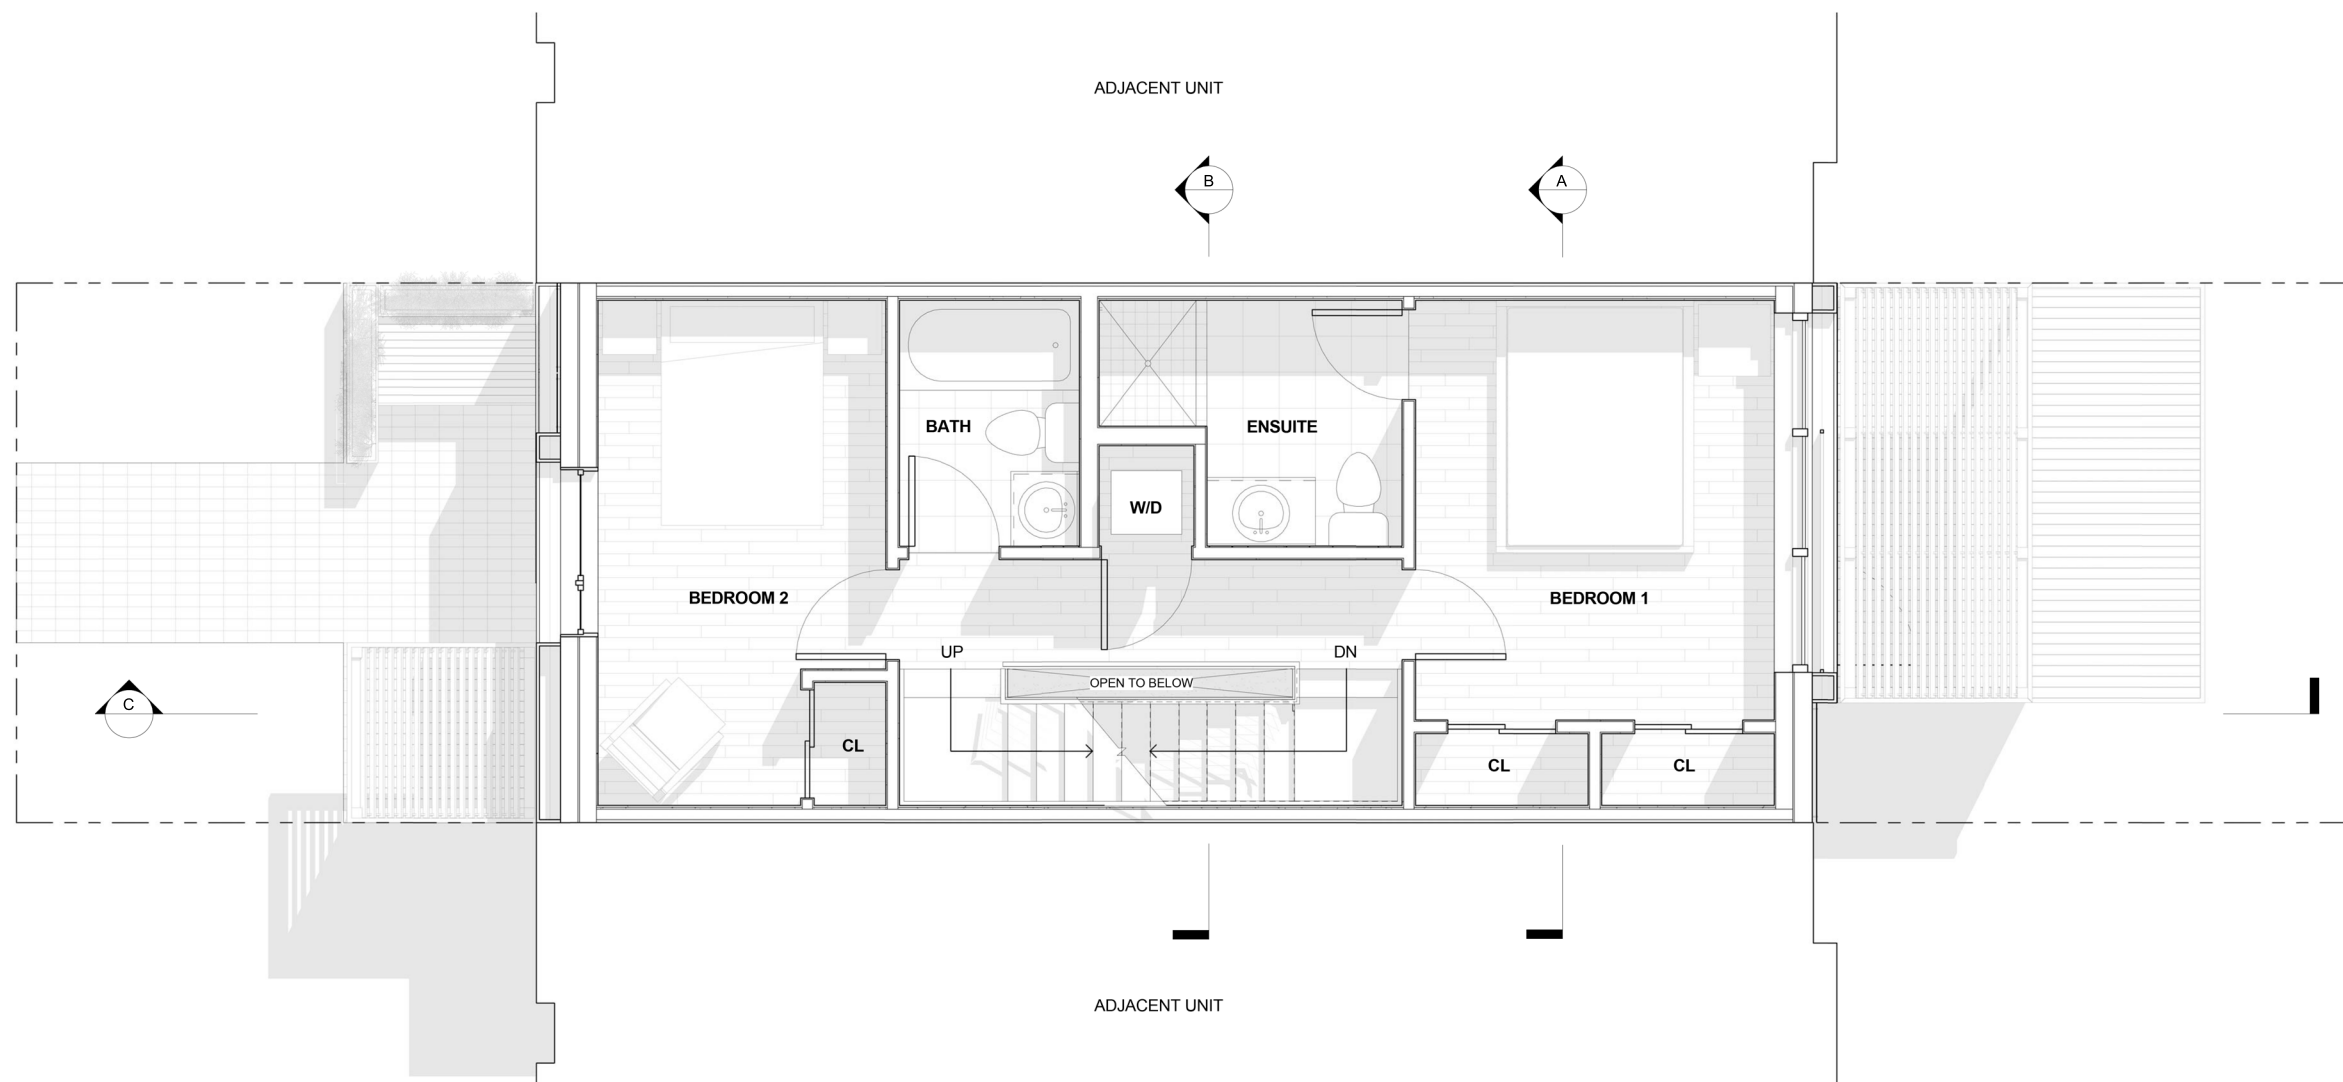 ADJACENT UNIT
B
A
BATH
ENSUITE
W/D
BEDROOM 2
BEDROOM 1
UP
DN
OPEN TO BELOW
C
CL
CL
CL
ADJACENT UNIT